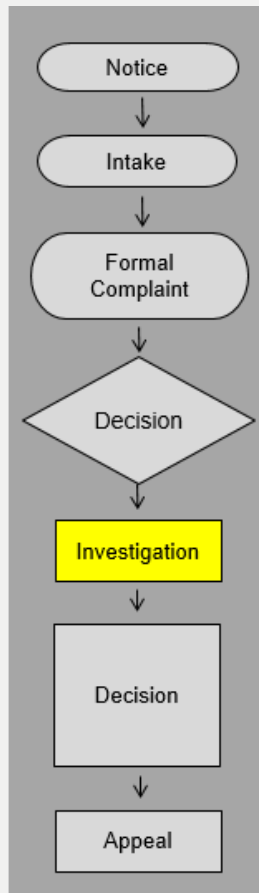 Notice
Intake
Formal
Complaint
Decision
Investigation
Decision
Appeal